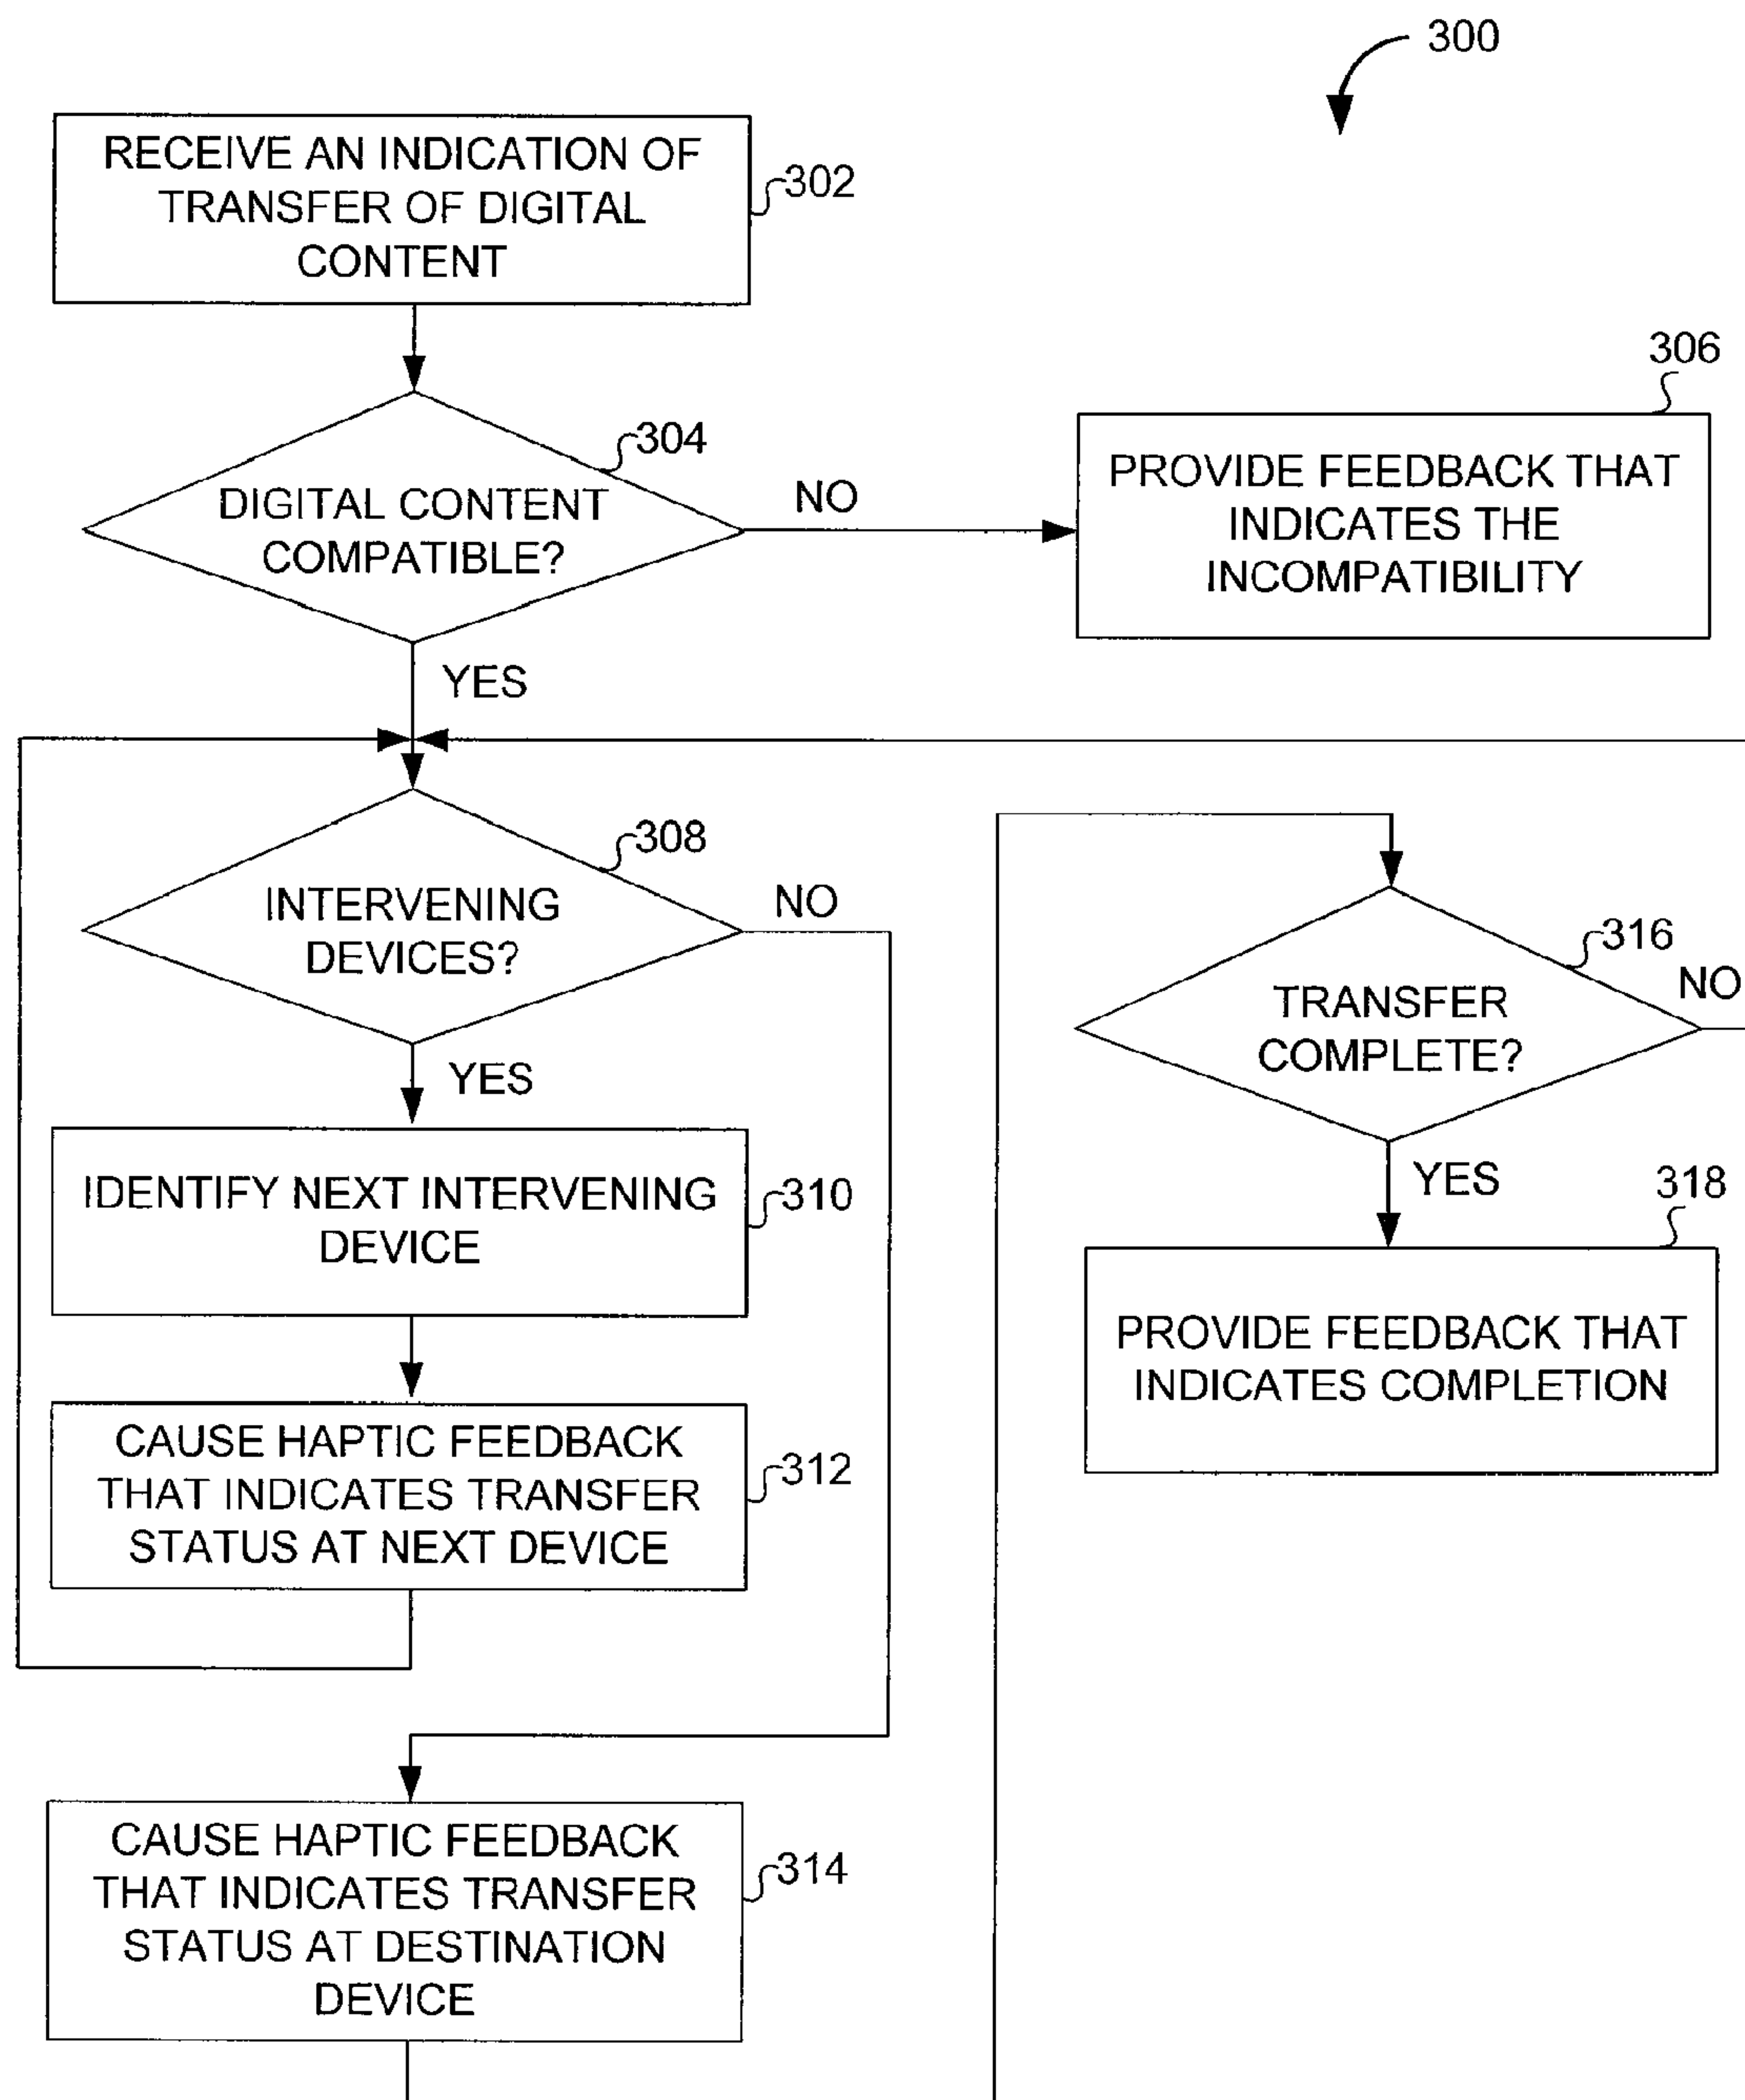 300
RECEIVE AN INDICATION OF
TRANSFER OF DIGITAL
CONTENT
302
304
DIGITAL CONTENT
COMPATIBLE?
NO
306
PROVIDE FEEDBACK THAT
INDICATES THE
INCOMPATIBILITY
YES
308
INTERVENING
DEVICES?
NO
YES
IDENTIFY NEXT INTERVENING
DEVICE
310
CAUSE HAPTIC FEEDBACK
THAT INDICATES TRANSFER
STATUS AT NEXT DEVICE
312
CAUSE HAPTIC FEEDBACK
THAT INDICATES TRANSFER
STATUS AT DESTINATION
DEVICE
314
316
TRANSFER
COMPLETE?
NO
YES
318
PROVIDE FEEDBACK THAT
INDICATES COMPLETION